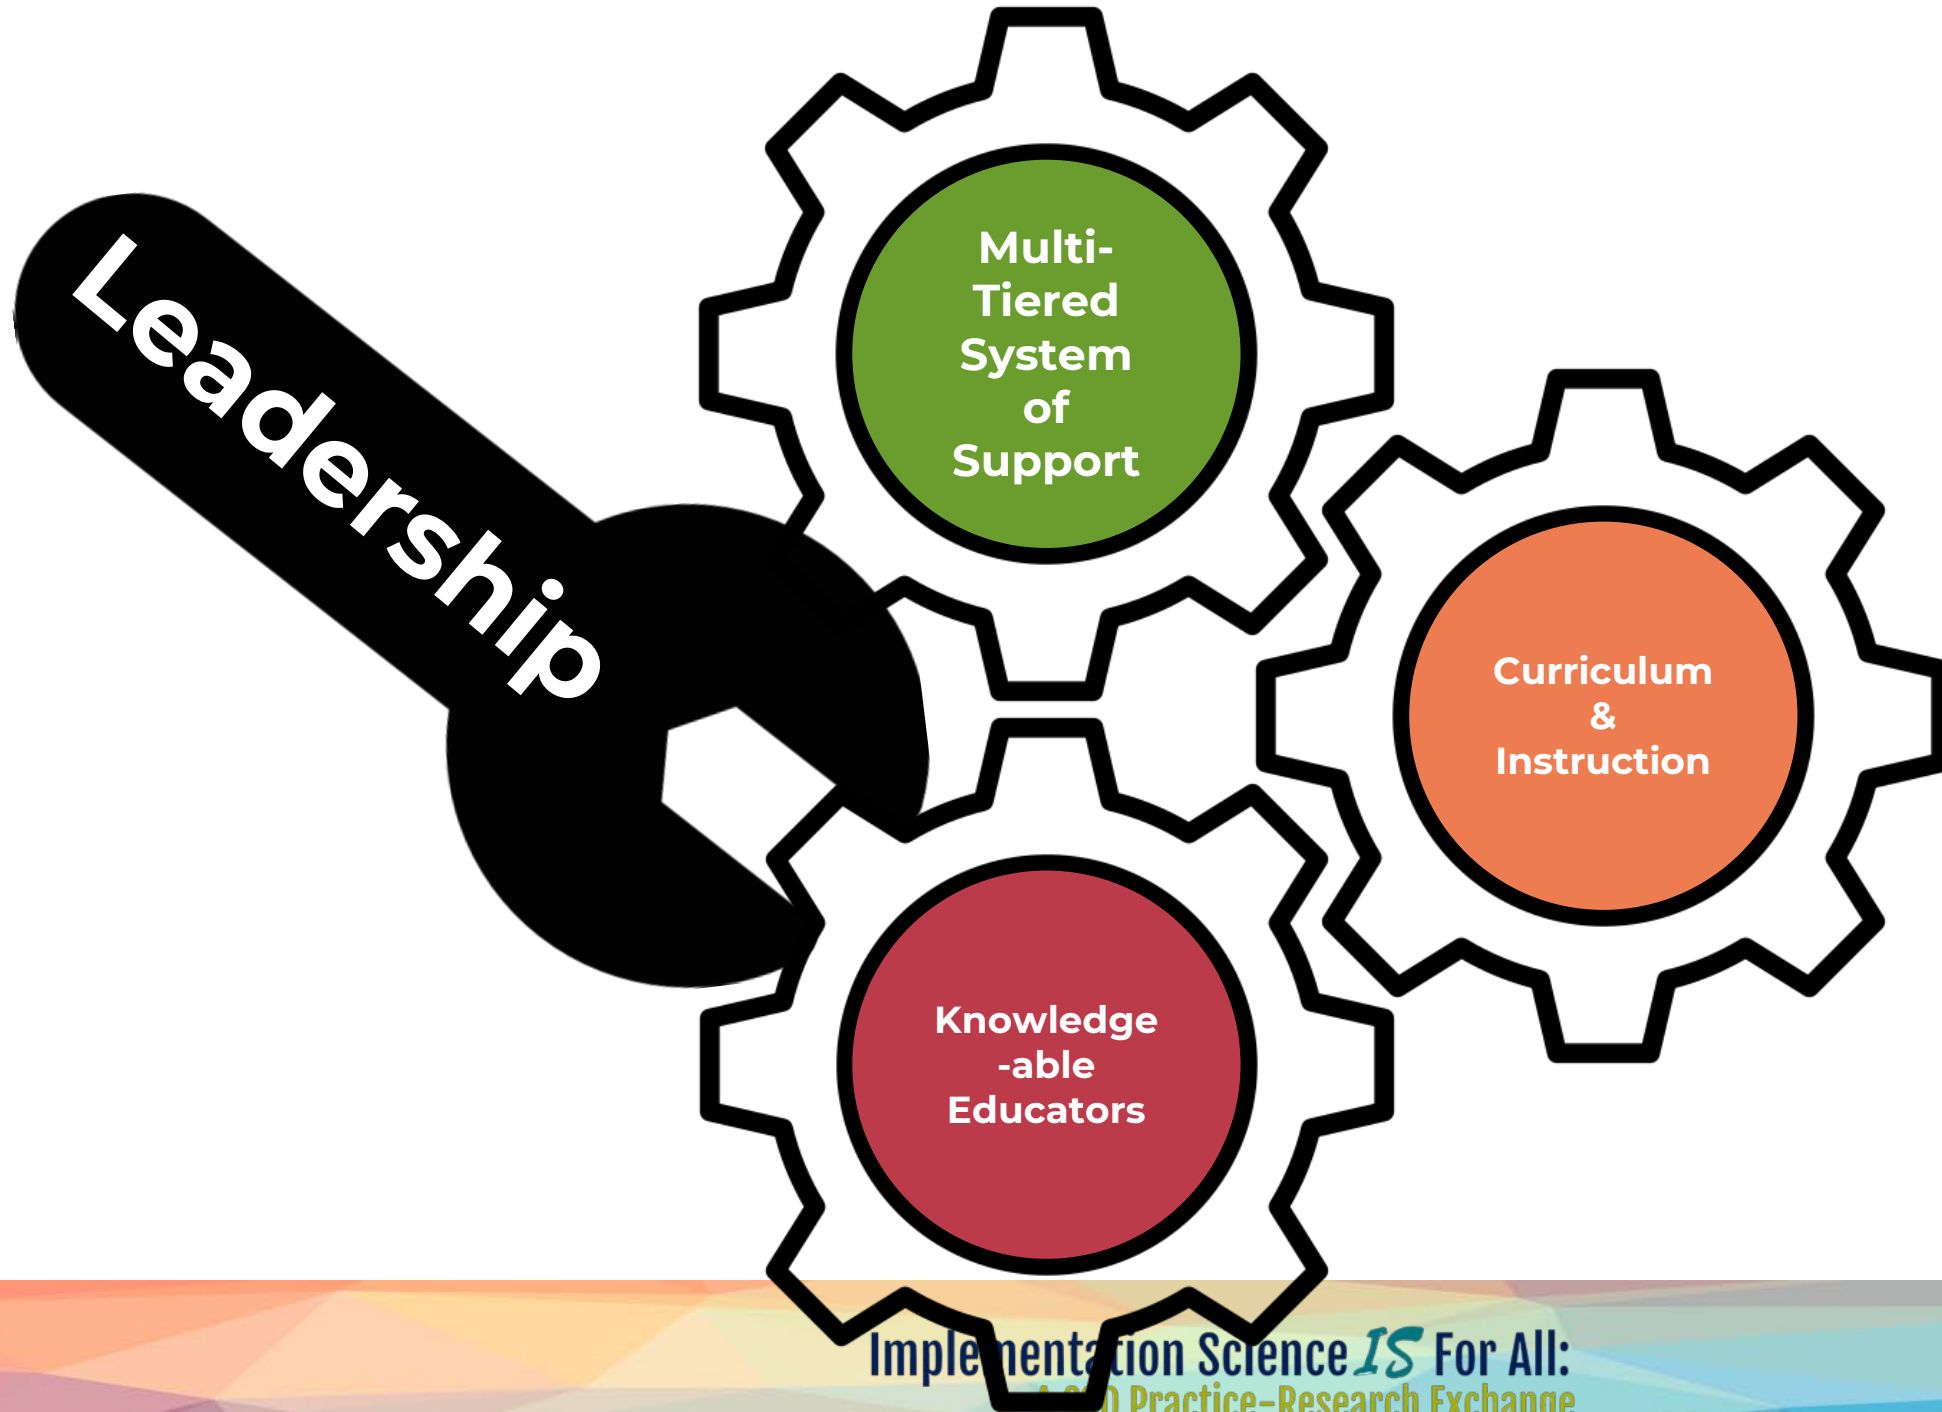 Leadership
Multi-
Tiered
System
of
Support
Curriculum
&
Instruction
Knowledge
-able
Educators
Implementation Science IS For All:
Practice-Research Exchange